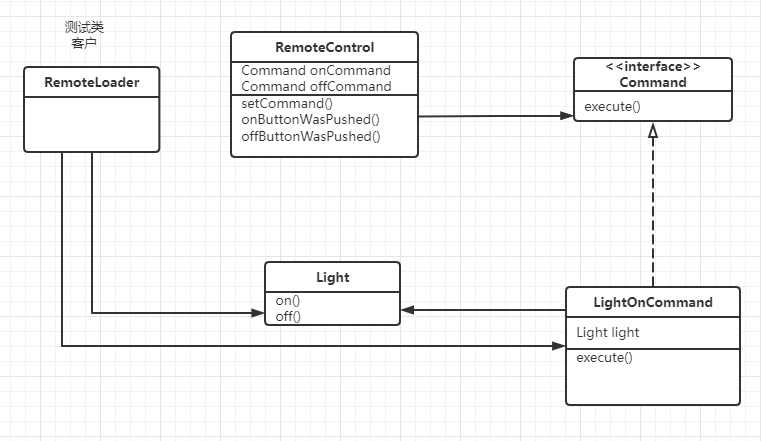 测试类
客户
RemoteLoader
RemoteControl
Command onCommand
Command offCommand
setCommand()
onButtonWasPushed()
offButtonWasPushed()
<<interface>>
Command
execute()
Light
on()
off()
LightOnCommand
Light light
execute()